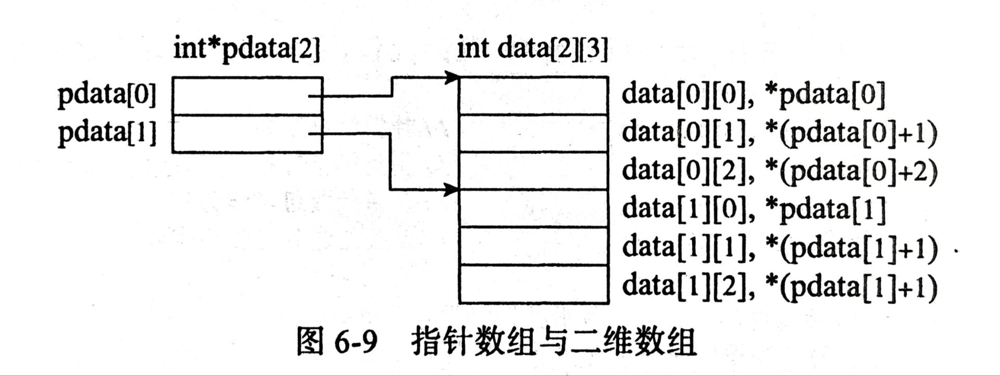 int*pdata[2] int data[2][3]
pdata[0] data[0][0], *pdata[0]
pdata[1] data[0][1], *(pdata[0]+1)
data[0][2], *(pdata[0]+2)
data[1][0], *pdata[1]
data[1][1], *(pdata[1]+1)
data[1][2], *(pdata[1]+1)
图 6-9 指针数组与二维数组